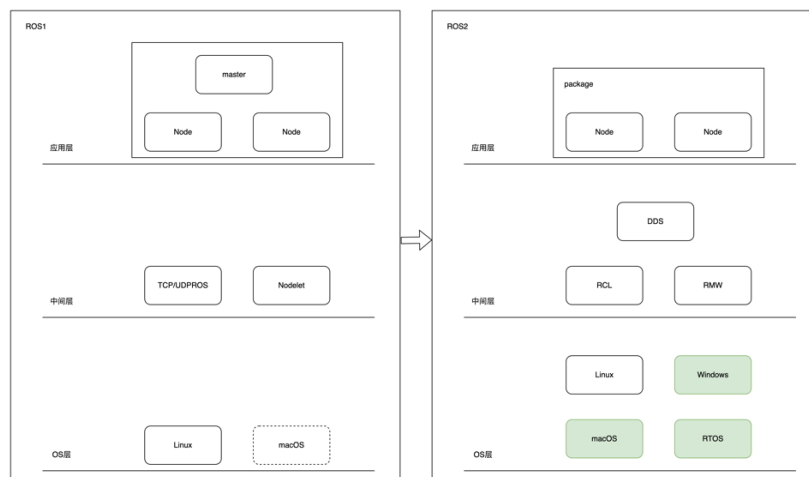 ROS1
master
Node
Node
应用层
TCP/UDPROS
Nodelet
中间层
Linux
macOS
OS层
ROS2
package
Node
Node
应用层
DDS
RCL
RMW
中间层
Linux
Windows
macOS
RTOS
OS层